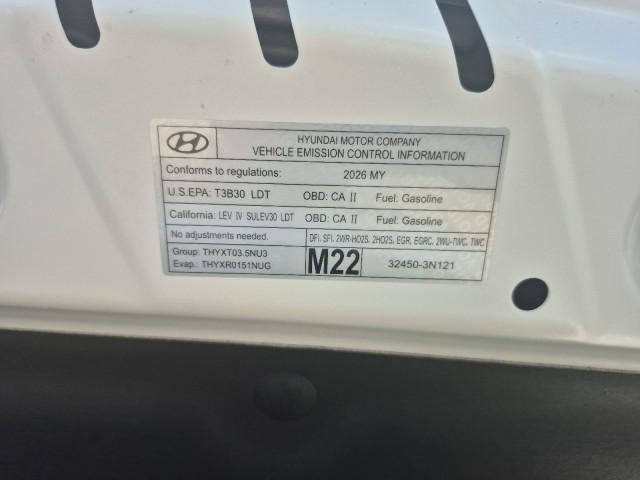 HYUNDAI MOTOR COMPANY
VEHICLE EMISSION CONTROL INFORMATION
Conforms to regulations: 2026 MY
U.S.EPA: T3B30 LDT OBD: CA II Fuel: Gasoline
California: LEV IV SULEV30 LDT OBD: CA II Fuel: Gasoline
No adjustments needed. DFI, SFI, 2WR-HO2S, 2HO2S, EGR, EGRC, 2WU-TWC, TWC
Group: THYXT03.5NU3
Evap.: THYXR0151NUG
M22 32450-3N121